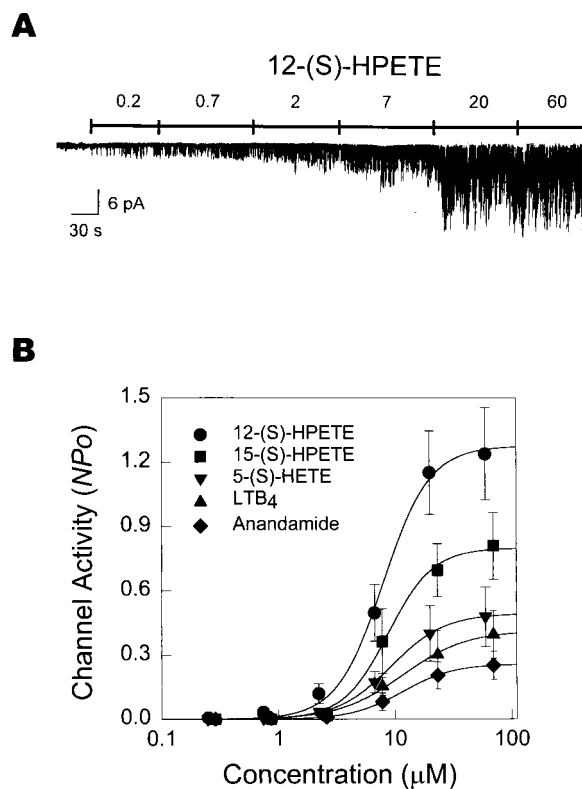 A
12-(S)-HPETE
0.2 0.7 2 7 20 60
6 pA
30 s
B
1.5
1.2
0.9
0.6
0.3
0.0
Channel Activity (NPo)
12-(S)-HPETE
15-(S)-HPETE
5-(S)-HETE
LTB4
Anandamide
0.1 1 10 100
Concentration (μM)